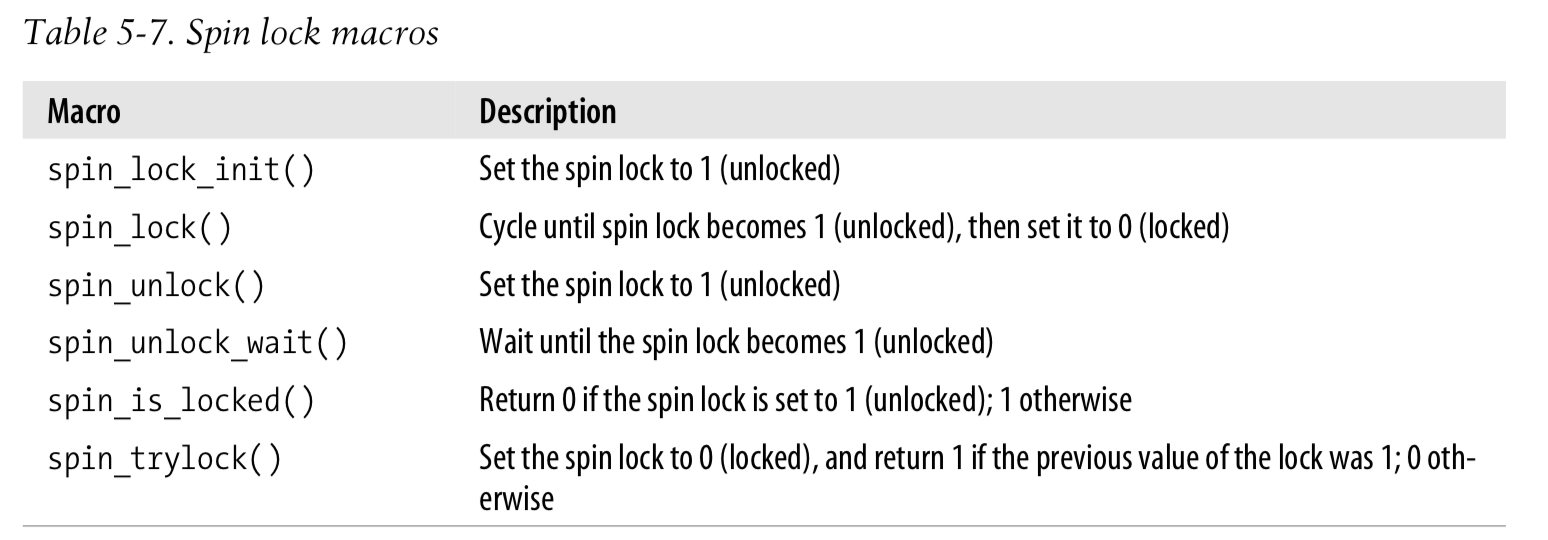 Table 5-7. Spin lock macros
Macro Description
spin_lock_init() Set the spin lock to 1 (unlocked)
spin_lock() Cycle until spin lock becomes 1 (unlocked), then set it to 0 (locked)
spin_unlock() Set the spin lock to 1 (unlocked)
spin_unlock_wait() Wait until the spin lock becomes 1 (unlocked)
spin_is_locked() Return 0 if the spin lock is set to 1 (unlocked); 1 otherwise
spin_trylock() Set the spin lock to 0 (locked), and return 1 if the previous value of the lock was 1; 0 oth-
erwise